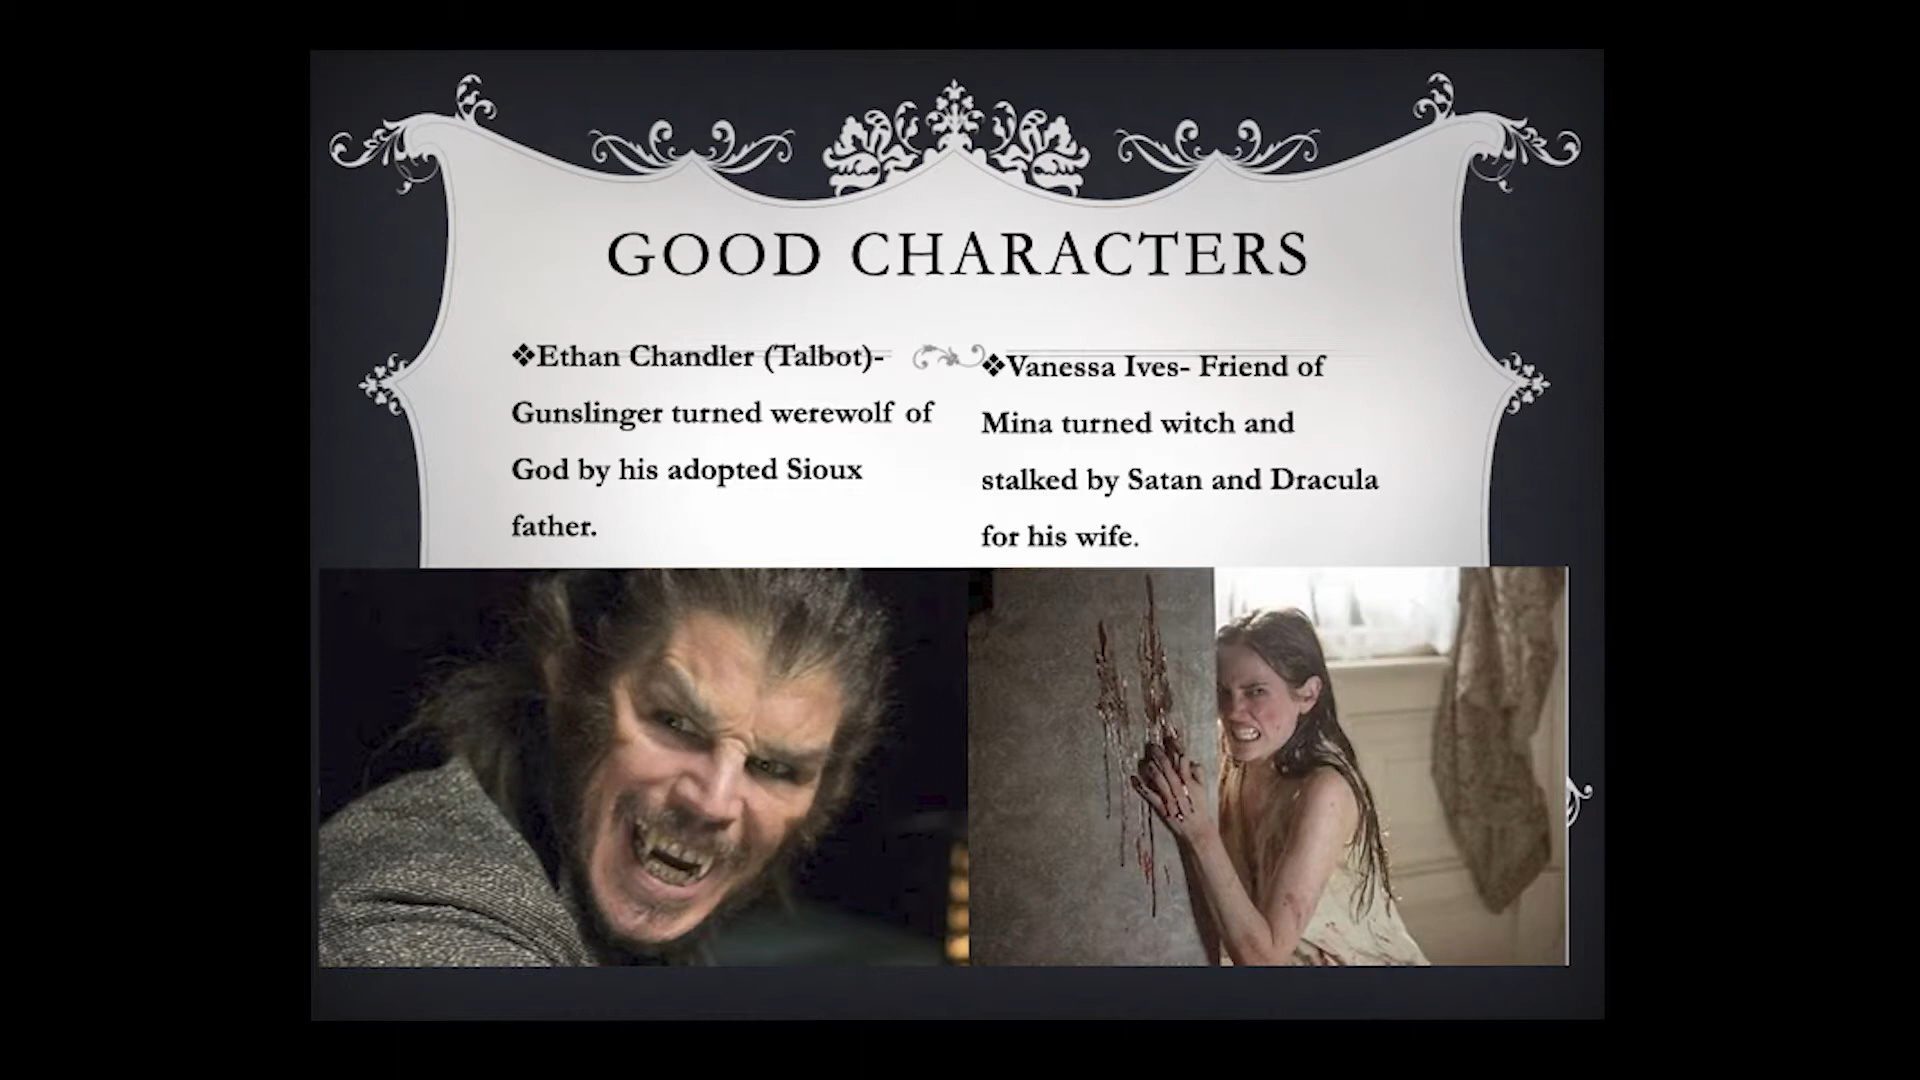 GOOD CHARACTERS
❖Ethan Chandler (Talbot)-
Gunslinger turned werewolf of
God by his adopted Sioux
father.
❖Vanessa Ives- Friend of
Mina turned witch and
stalked by Satan and Dracula
for his wife.